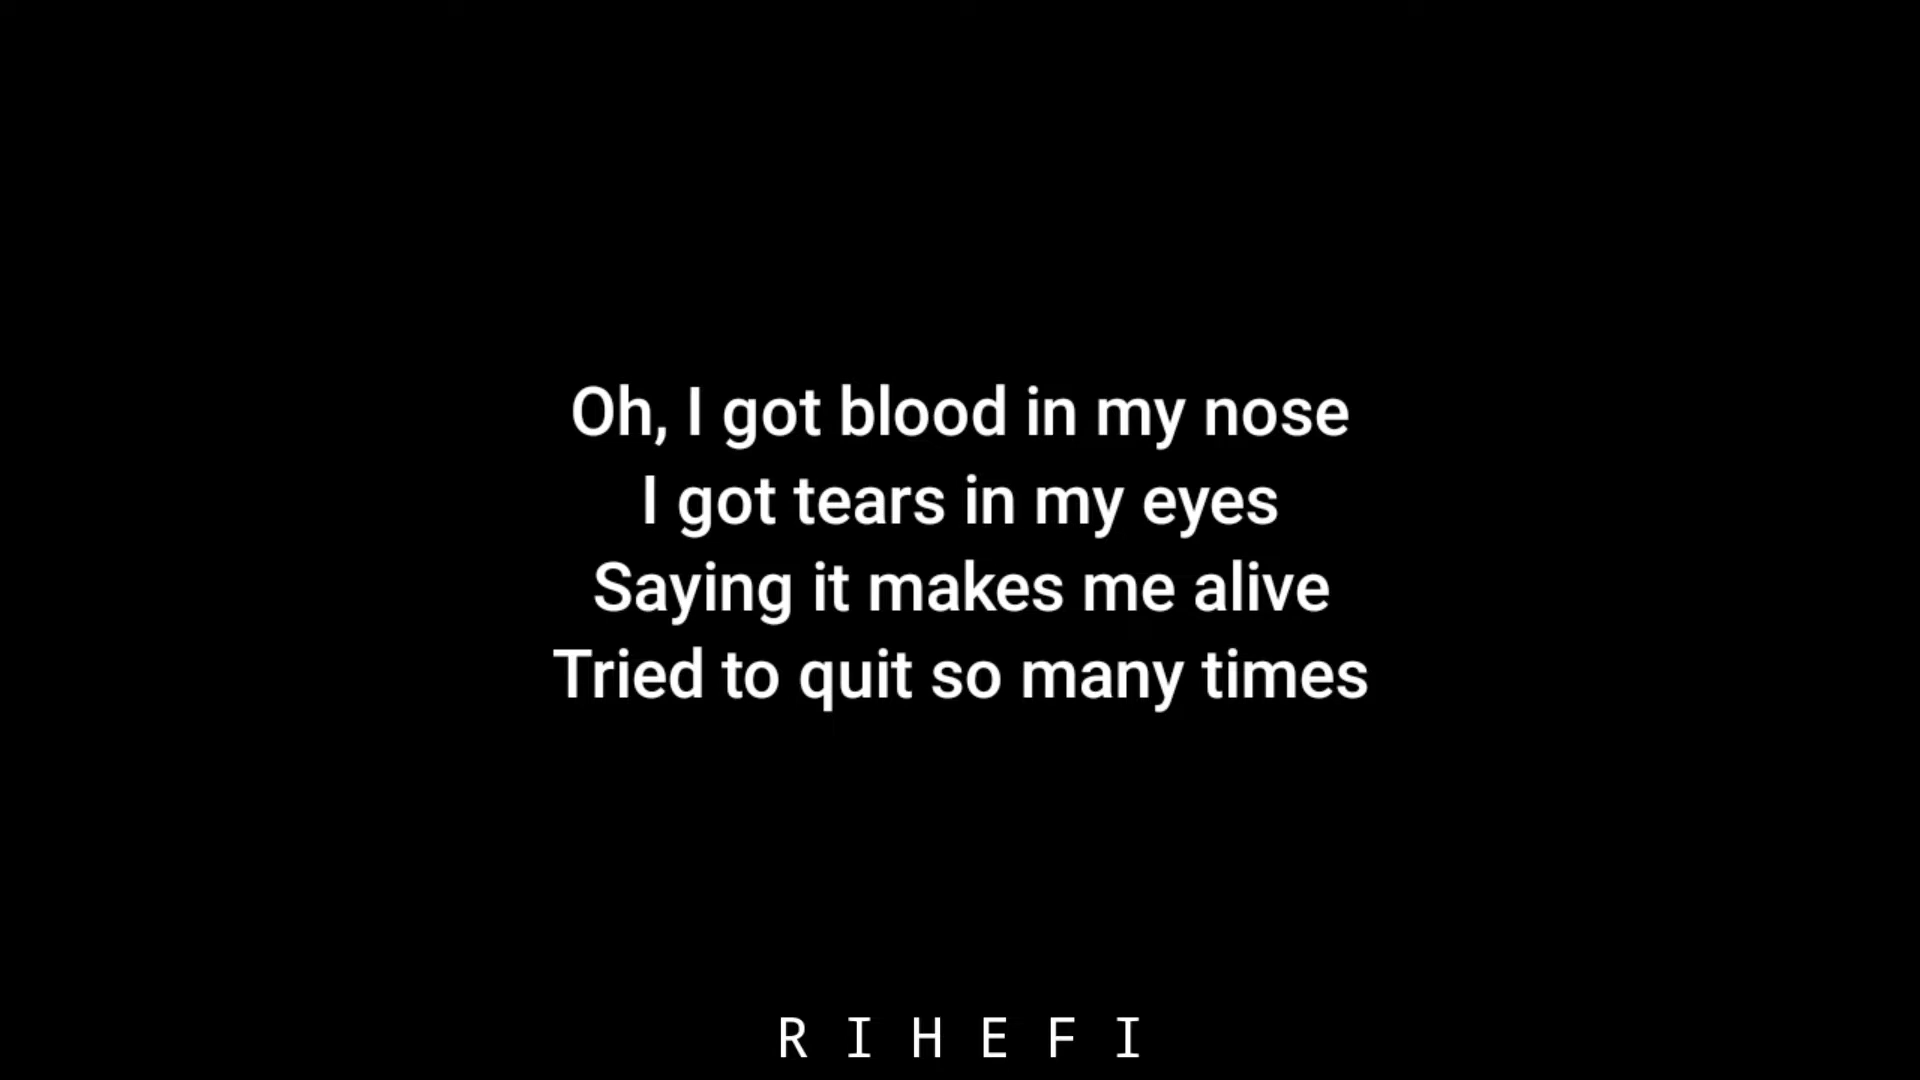 Oh, I got blood in my nose
I got tears in my eyes
Saying it makes me alive
Tried to quit so many times
R I H E F I